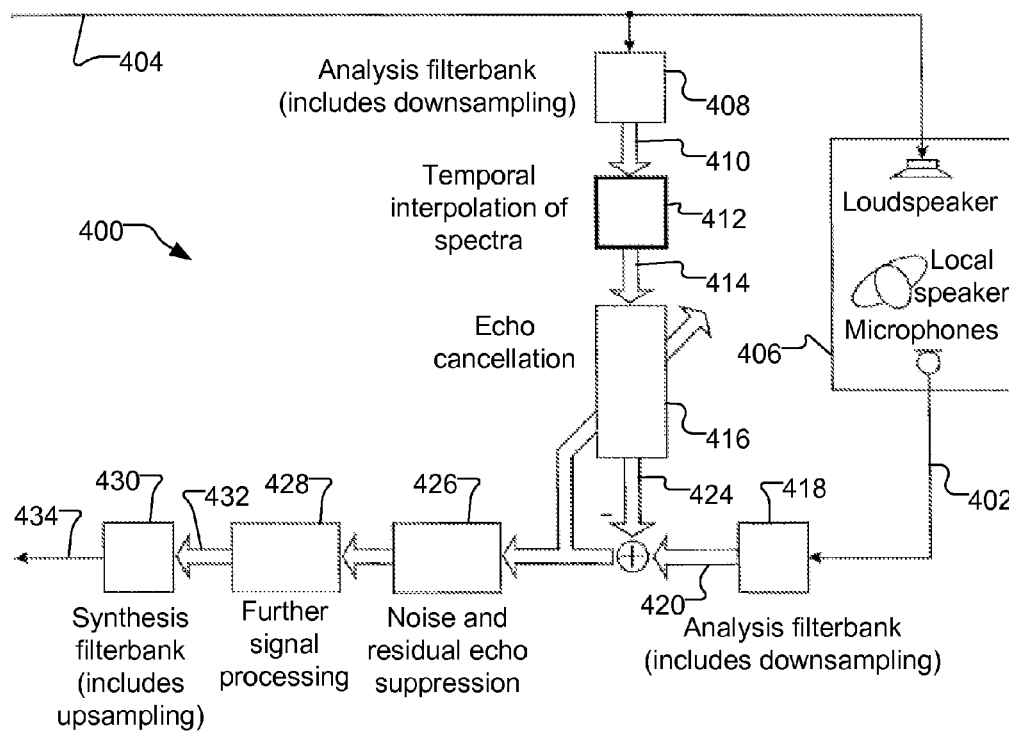 404
Analysis filterbank
(includes downsampling)
408
410
Temporal
interpolation of
spectra
412
400
414
Loudspeaker
Local
speaker
Microphones
406
Echo
cancellation
416
424
402
418
430
432
428
426
434
-
420
Synthesis
filterbank
(includes
upsampling)
Further
signal
processing
Noise and
residual echo
suppression
Analysis filterbank
(includes downsampling)